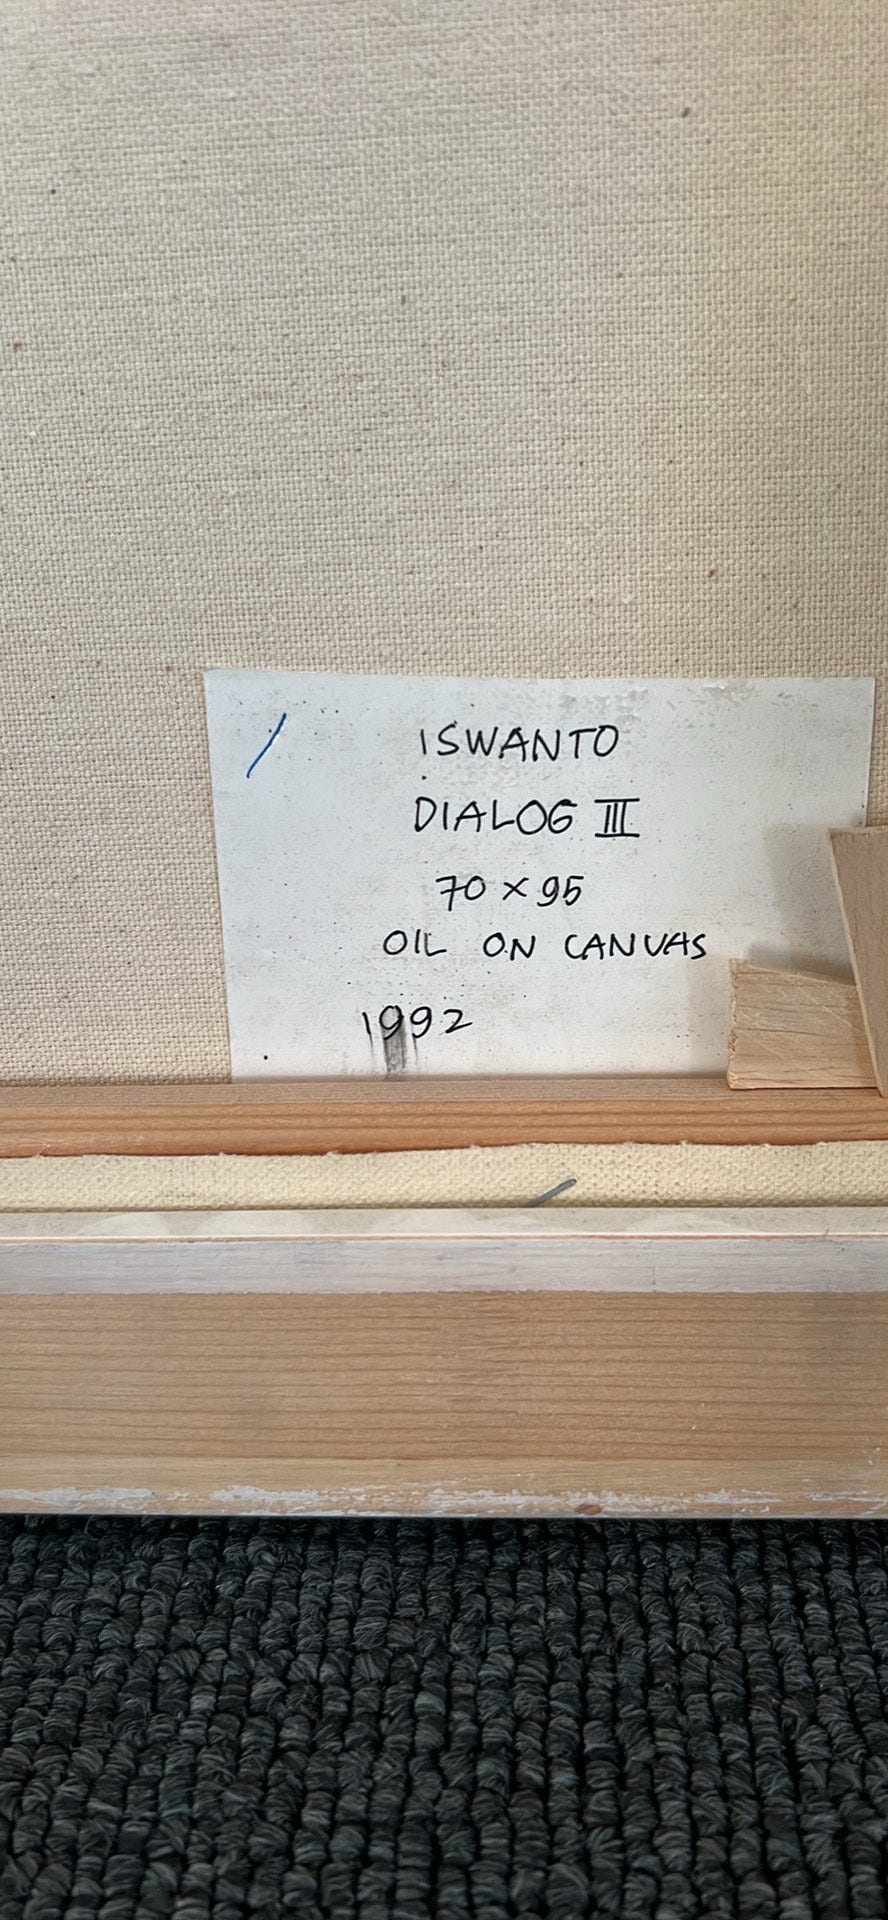 ISWANTO
DIALOG III
70 × 95
OIL ON CANVAS
1992